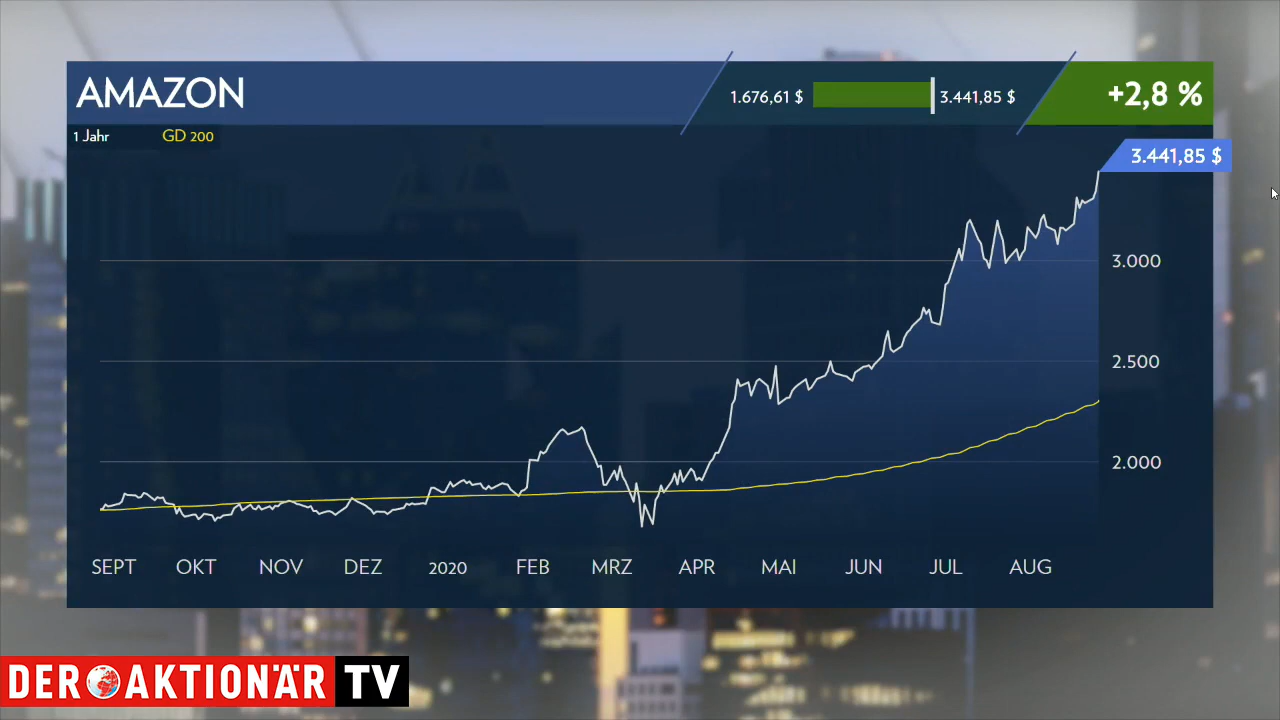 AMAZON
1.676,61 $
3.441,85 $
+2,8 %
1 Jahr
GD 200
3.441,85 $
3.000
2.500
2.000
SEPT OKT NOV DEZ 2020 FEB MRZ APR MAI JUN JUL AUG
DER AKTIONÄR TV